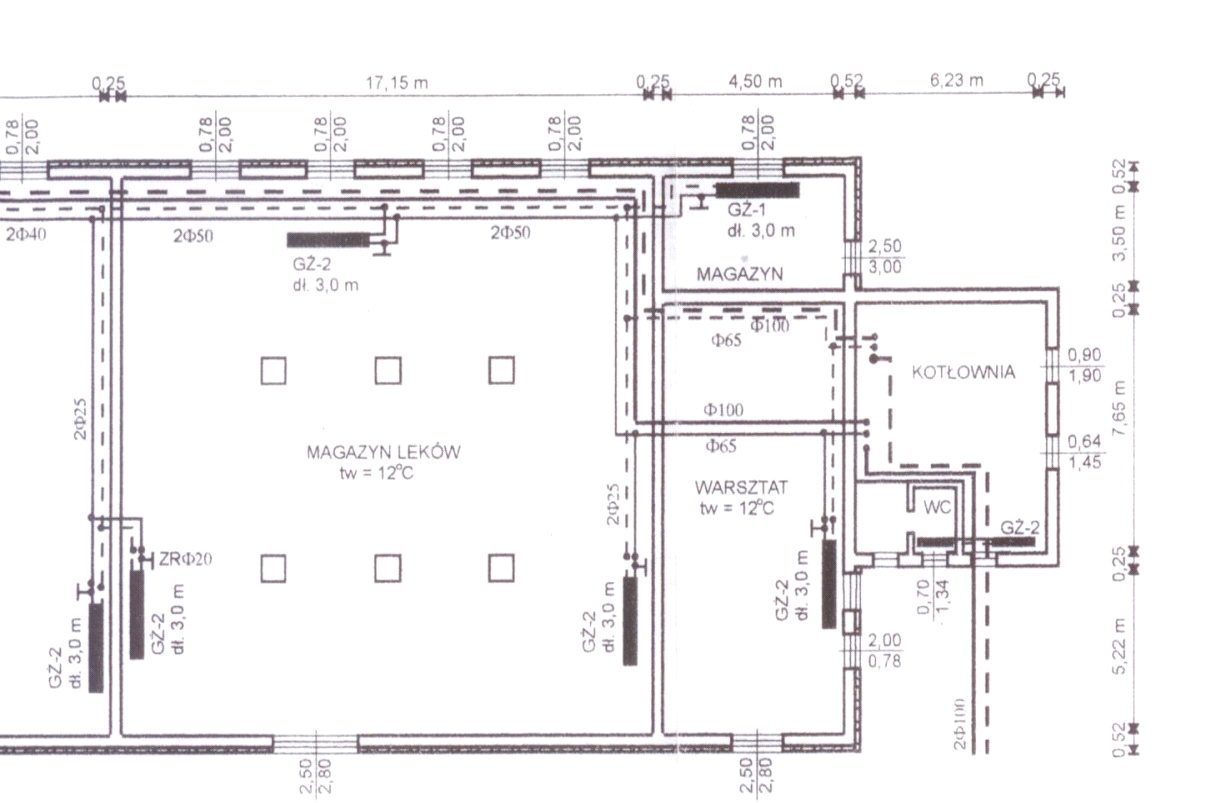 0,25
17,15 m
0,25
4,50 m
0,52
6,23 m
0,25
0,78
2,00
0,78
2,00
0,78
2,00
0,78
2,00
0,78
2,00
0,78
2,00
0,52
2Φ40
2Φ50
2Φ50
GŻ-1
dł. 3,0 m
3,50 m
GŻ-2
dł. 3,0 m
MAGAZYN
2,50
3,00
0,25
Φ100
Φ65
KOTŁOWNIA
0,90
1,90
2Φ25
Φ100
Φ65
7,65 m
0,64
1,45
MAGAZYN LEKÓW
tw = 12°C
2Φ25
WARSZTAT
tw = 12°C
WC
GŻ-2
ZRΦ20
0,25
GŻ-2
dł. 3,0 m
GŻ-2
dł. 3,0 m
GŻ-2
dł. 3,0 m
GŻ-2
dł. 3,0 m
0,70
1,34
2,00
0,78
5,22 m
2Φ100
0,52
2,50
2,80
2,50
2,80